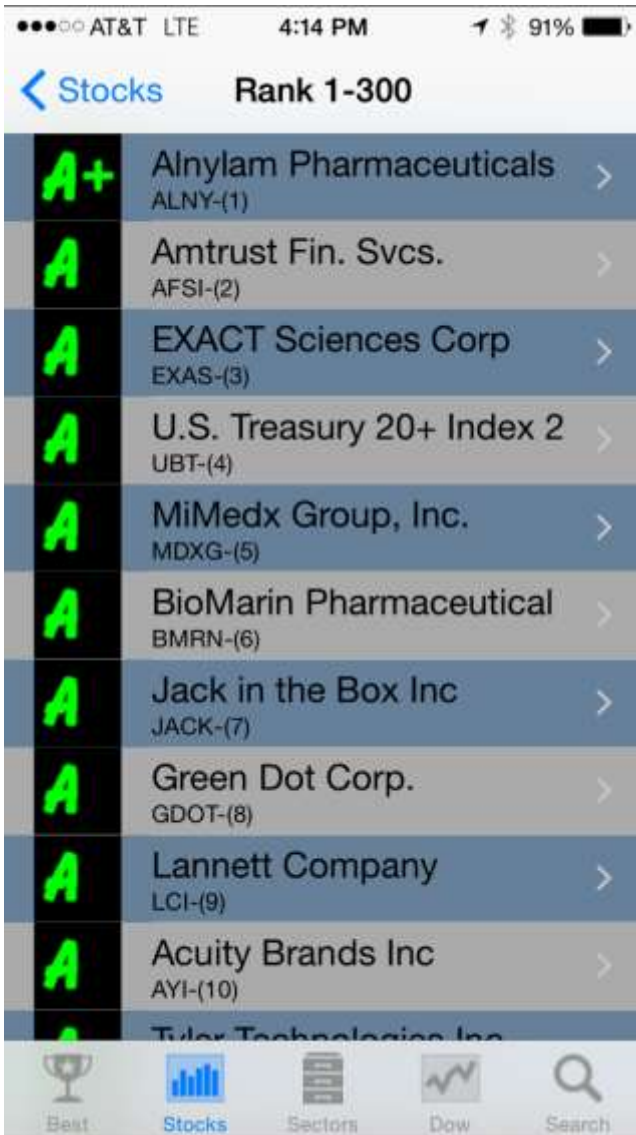 AT&T LTE 4:14 PM 91%
Stocks Rank 1-300
A+ Alnylam Pharmaceuticals
ALNY-(1)
A Amtrust Fin. Svcs.
AFSI-(2)
A EXACT Sciences Corp
EXAS-(3)
A U.S. Treasury 20+ Index 2
UBT-(4)
A MiMedx Group, Inc.
MDXG-(5)
A BioMarin Pharmaceutical
BMRN-(6)
A Jack in the Box Inc
JACK-(7)
A Green Dot Corp.
GDOT-(8)
A Lannett Company
LCI-(9)
A Acuity Brands Inc
AYI-(10)
Tyler Technologies Inc
Best Stocks Sectors Dow Search